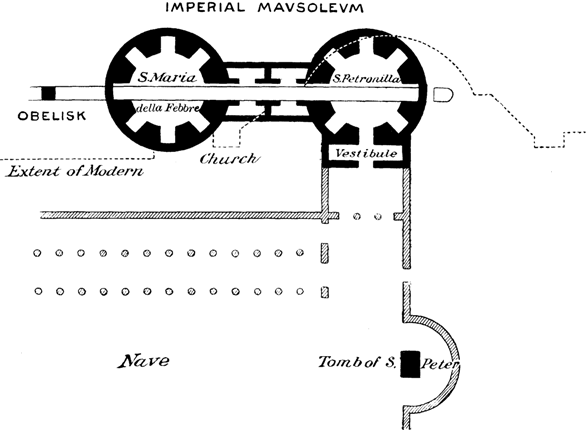 IMPERIAL MAVSOLEVM
S. Maria
della Febbre
S. Petronilla
OBELISK
Church
Vestibule
Extent of Modern
Nave
Tomb of S. Peter